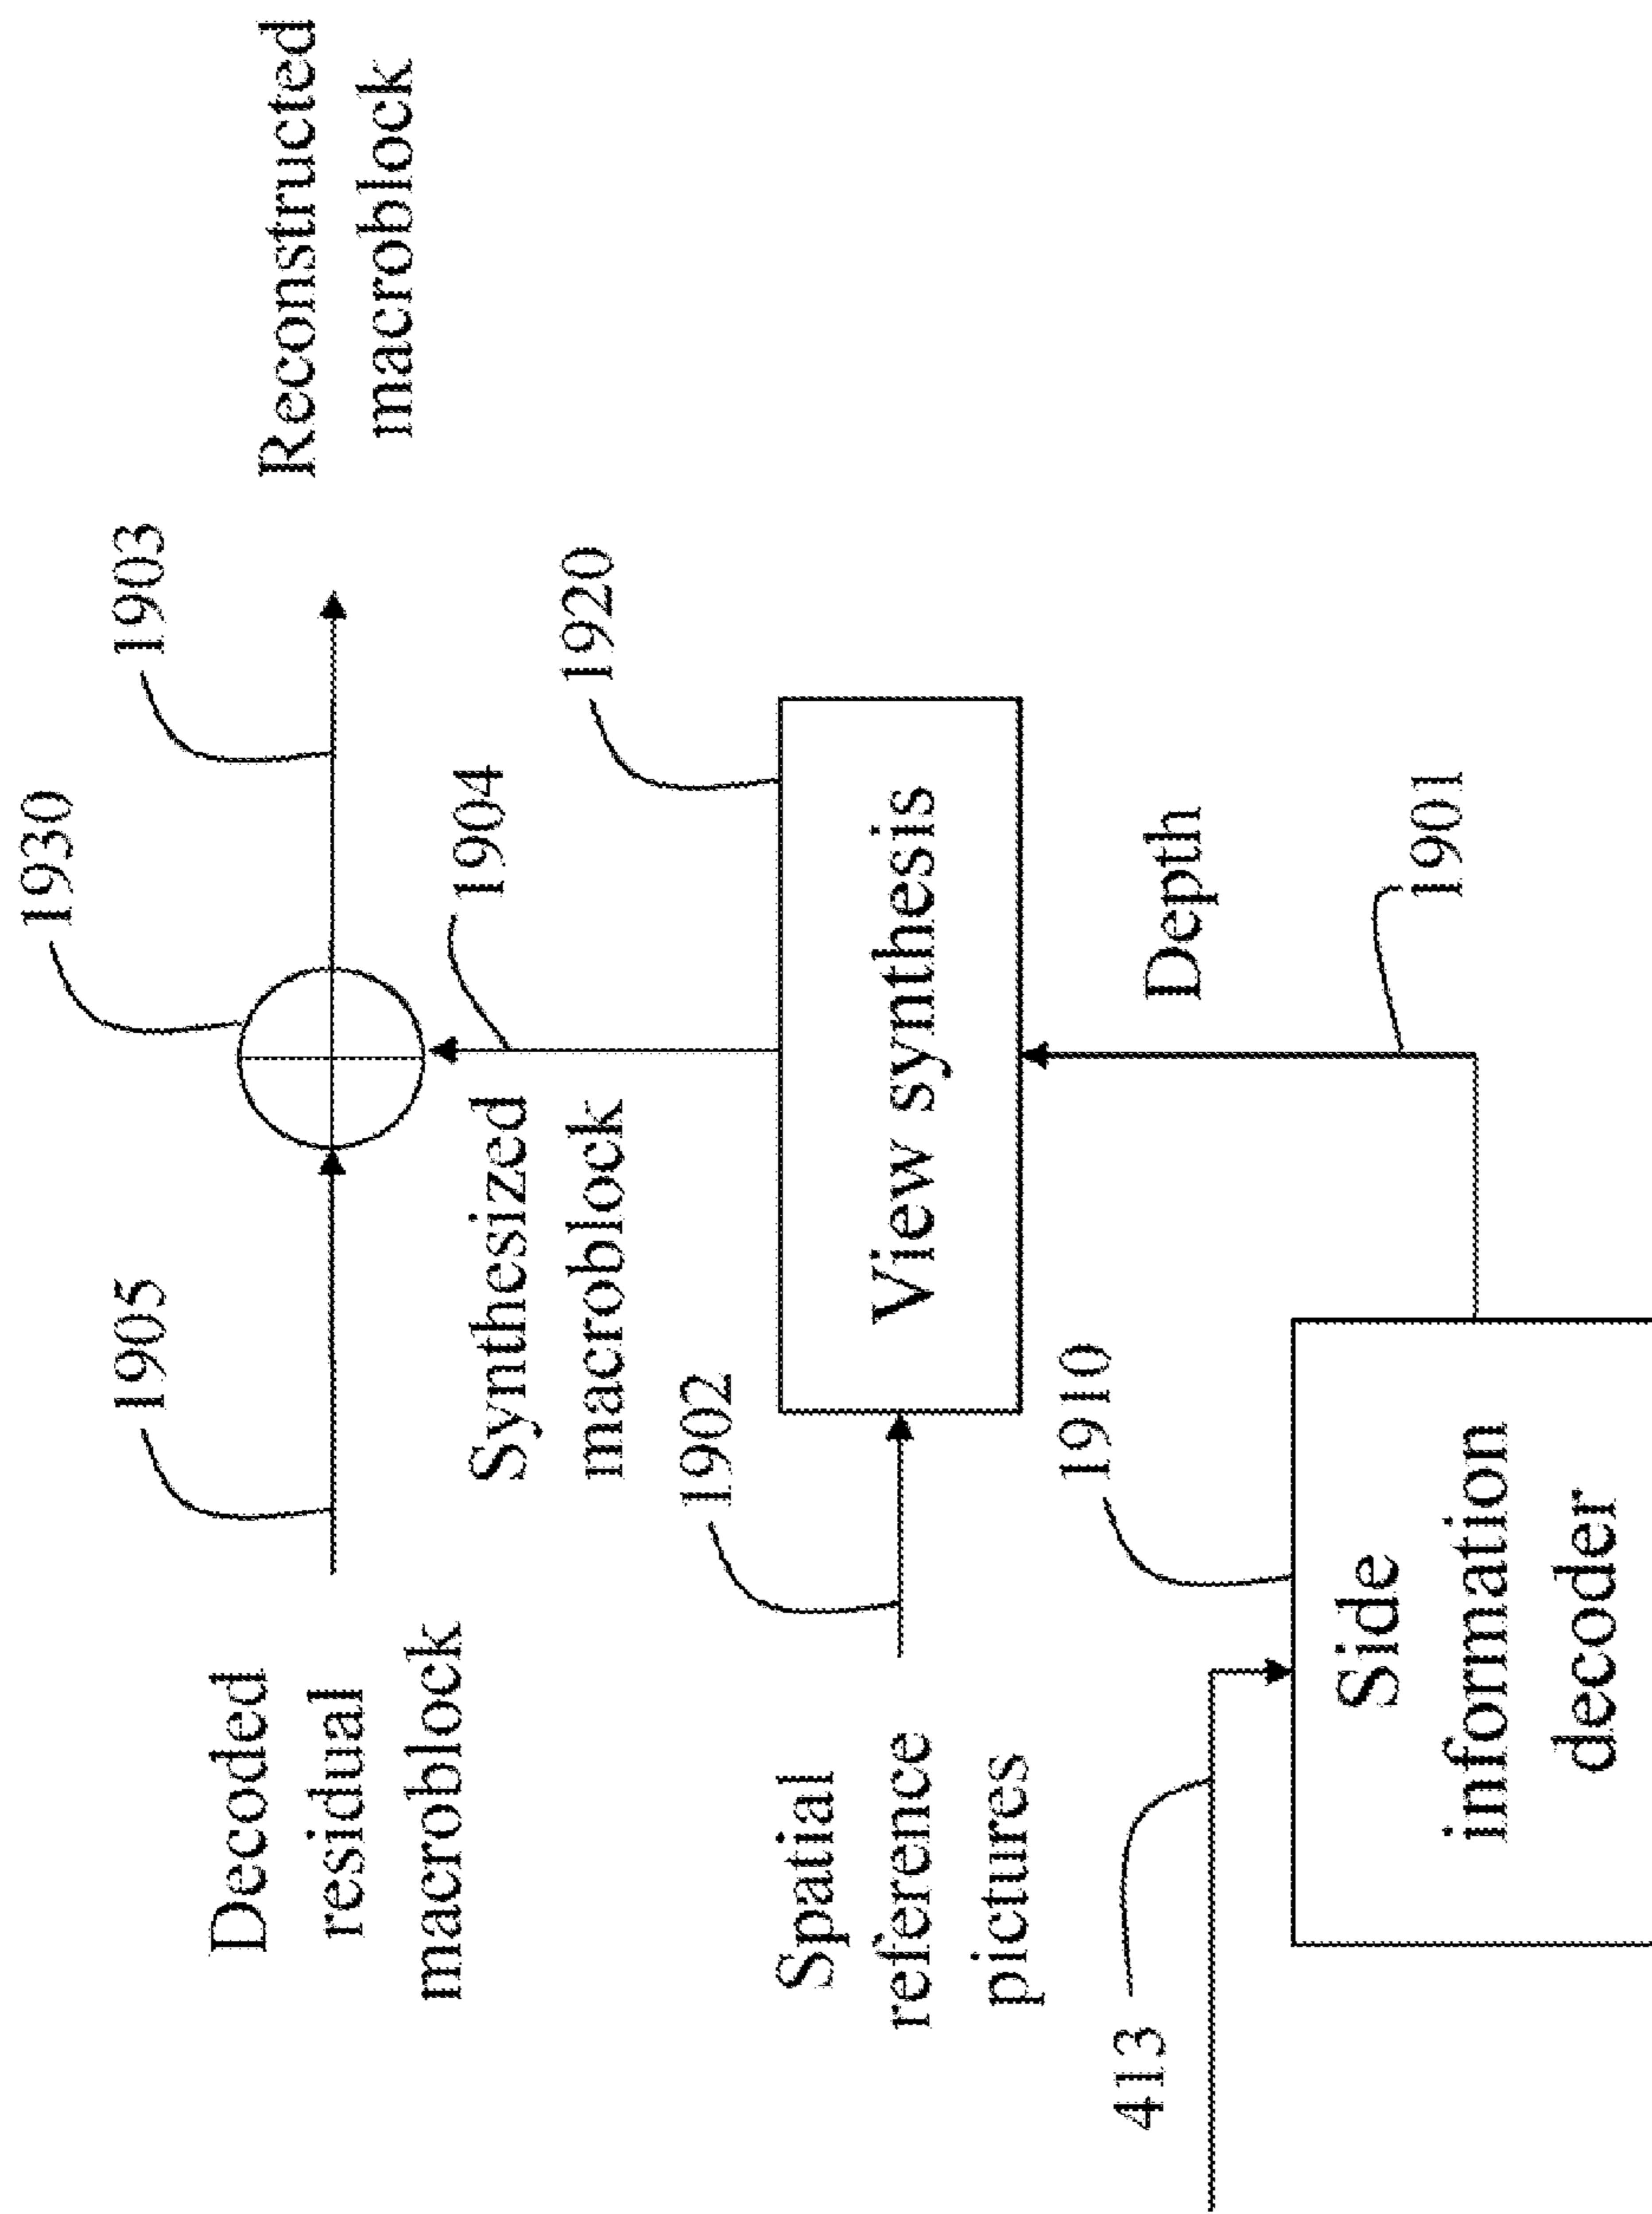 1930
1905
1903
Decoded
residual
macroblock
Reconstructed
macroblock
Synthesized
macroblock
1904
1902
1920
Spatial
reference
pictures
View synthesis
413
1910
Depth
Side
information
decoder
1901